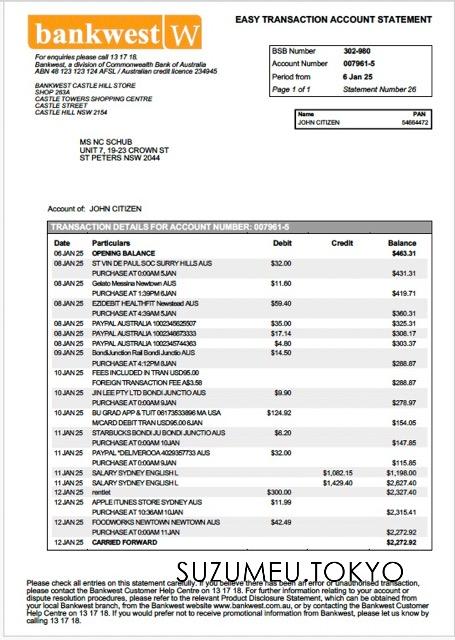 bankwest W
EASY TRANSACTION ACCOUNT STATEMENT
For enquiries please call 13 17 18.
Bankwest, a division of Commonwealth Bank of Australia
ABN 48 123 123 124 AFSL / Australian credit licence 234945
BANKWEST CASTLE HILL STORE
SHOP 263A
CASTLE TOWERS SHOPPING CENTRE
CASTLE STREET
CASTLE HILL NSW 2154
BSB Number 302-980
Account Number 007961-5
Period from 6 Jan 25
Page 1 of 1 Statement Number 26
Name PAN
JOHN CITIZEN 54664472
MS NC SCHUB
UNIT 7, 19-23 CROWN ST
ST PETERS NSW 2044
Account of: JOHN CITIZEN
TRANSACTION DETAILS FOR ACCOUNT NUMBER: 007961-5
Date Particulars Debit Credit Balance
06 JAN 25 OPENING BALANCE $463.31
08 JAN 25 ST VIN DE PAUL SOC SURRY HILLS AUS $32.00
PURCHASE AT 0:00AM 5JAN $431.31
08 JAN 25 Gelato Messina Newtown AUS $11.60
PURCHASE AT 1:39PM 6JAN $419.71
08 JAN 25 EZIDEBIT HEALTHFIT Newstead AUS $59.40
PURCHASE AT 4:39AM 5JAN $360.31
08 JAN 25 PAYPAL AUSTRALIA 1002345625507 $35.00 $325.31
08 JAN 25 PAYPAL AUSTRALIA 1002346673333 $17.14 $308.17
08 JAN 25 PAYPAL AUSTRALIA 1002345744363 $4.80 $303.37
09 JAN 25 BondiJunction Rail Bondi Junctio AUS $14.50
PURCHASE AT 4:12PM 8JAN $288.87
10 JAN 25 FEES INCLUDED IN TRAN USD95.00
FOREIGN TRANSACTION FEE A$3.58 $288.87
10 JAN 25 JIN LEE PTY LTD BONDI JUNCTIO AUS $9.90
PURCHASE AT 0:00AM 9JAN $278.97
10 JAN 25 BU GRAD APP & TUIT 06173533896 MA USA $124.92
M/CARD DEBIT TRAN USD95.00 6JAN $154.05
11 JAN 25 STARBUCKS BONDI JU BONDI JUNCTIO AUS $6.20
PURCHASE AT 0:00AM 10JAN $147.85
11 JAN 25 PAYPAL *DELIVEROOA 4029357733 AUS $32.00
PURCHASE AT 0:00AM 9JAN $115.85
11 JAN 25 SALARY SYDNEY ENGLISH L $1,082.15 $1,198.00
11 JAN 25 SALARY SYDNEY ENGLISH L $1,429.40 $2,627.40
12 JAN 25 rentlet $300.00 $2,327.40
12 JAN 25 APPLE ITUNES STORE SYDNEY AUS $11.99
PURCHASE AT 10:36AM 10JAN $2,315.41
12 JAN 25 FOODWORKS NEWTOWN NEWTOWN AUS $42.49
PURCHASE AT 0:00AM 11JAN $2,272.92
12 JAN 25 CARRIED FORWARD $2,272.92
SUZUMEU.TOKYO
Please check all entries on this statement carefully. If you believe there has been an error or unauthorised transaction,
please contact the Bankwest Customer Help Centre on 13 17 18. For further information relating to your account or
dispute resolution procedures, please refer to the relevant Product Disclosure Statement, which can be obtained from
your local Bankwest branch, from the Bankwest website www.bankwest.com.au, or by contacting the Bankwest Customer
Help Centre on 13 17 18. If you would prefer not to receive promotional information from Bankwest, please let us know by
calling 13 17 18.